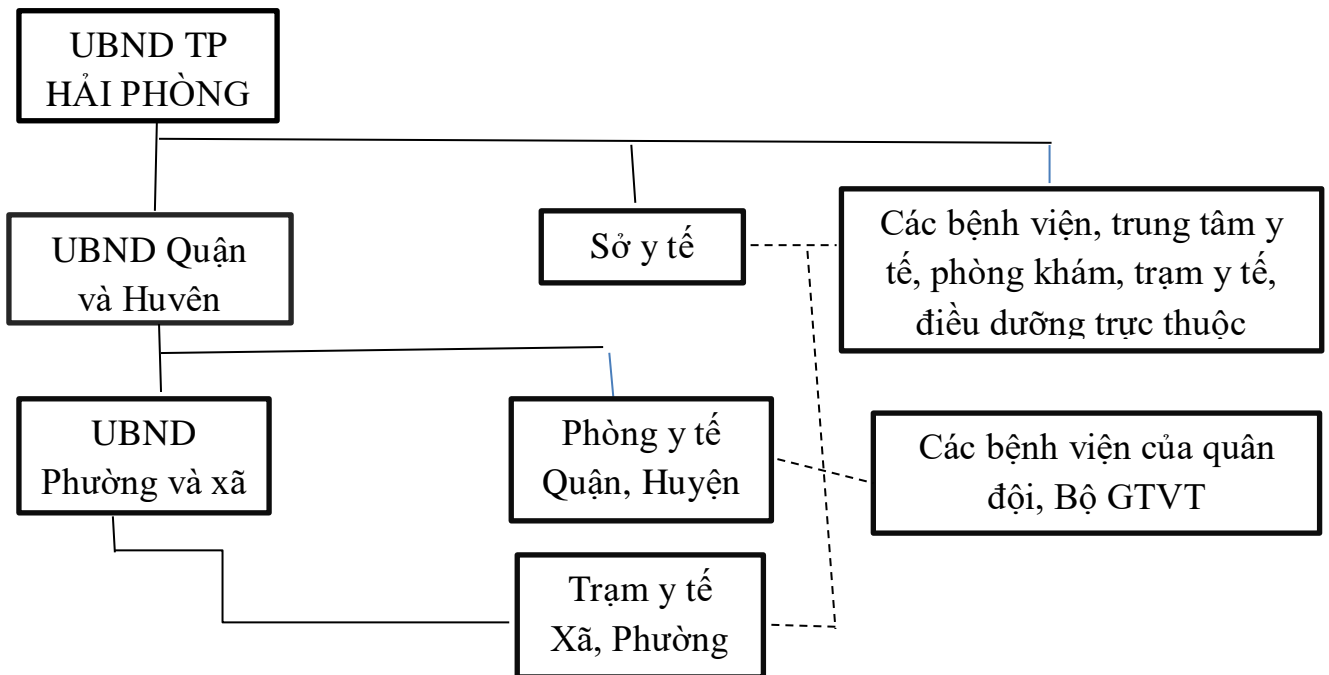 UBND TP
HẢI PHÒNG
UBND Quận
và Huyên
Sở y tế
Các bệnh viện, trung tâm y
tế, phòng khám, trạm y tế,
điều dưỡng trực thuộc
UBND
Phường và xã
Phòng y tế
Quận, Huyện
Các bệnh viện của quân
đội, Bộ GTVT
Trạm y tế
Xã, Phường